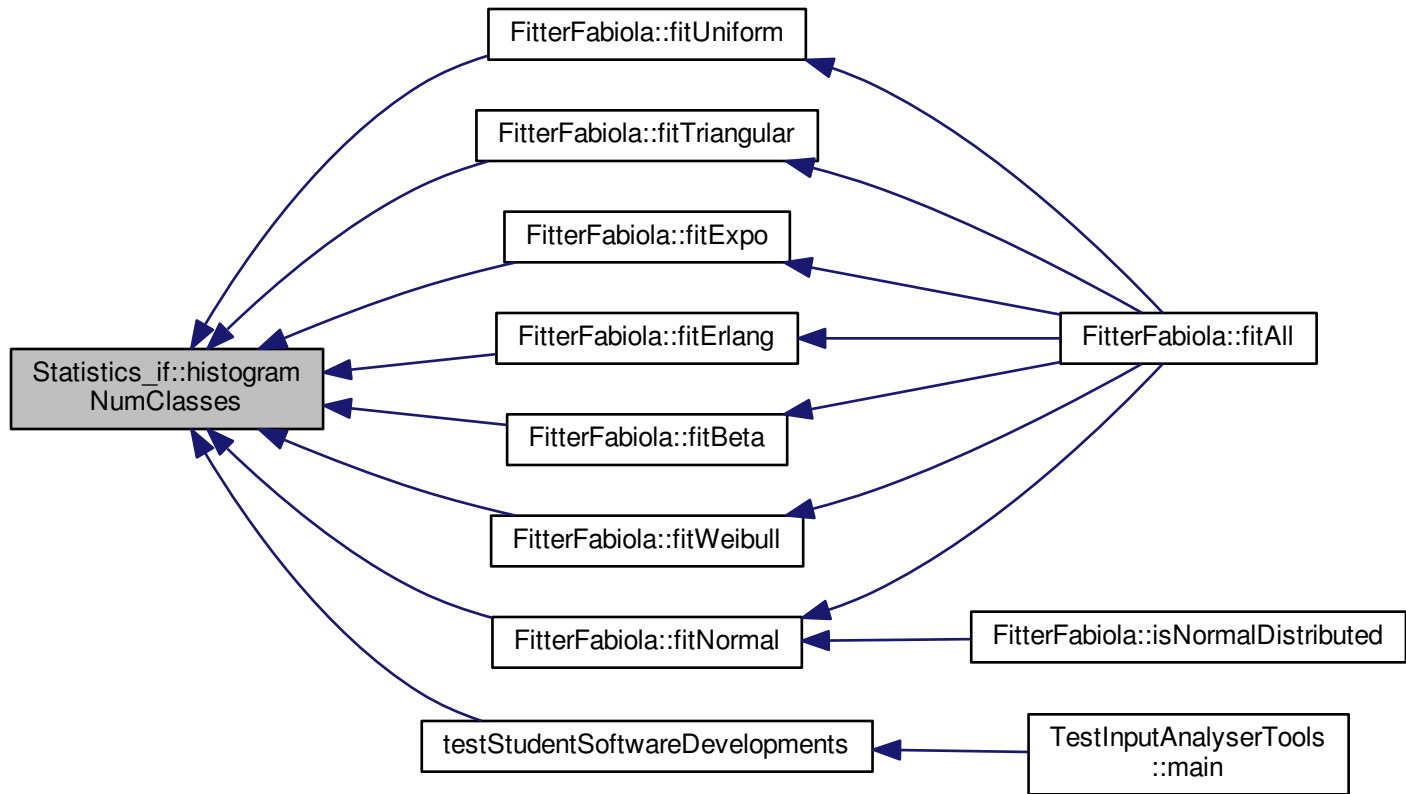 FitterFabiola::fitUniform
FitterFabiola::fitTriangular
FitterFabiola::fitExpo
FitterFabiola::fitErlang
FitterFabiola::fitAll
Statistics_if::histogram
NumClasses
FitterFabiola::fitBeta
FitterFabiola::fitWeibull
FitterFabiola::fitNormal
FitterFabiola::isNormalDistributed
testStudentSoftwareDevelopments
TestInputAnalyserTools
::main